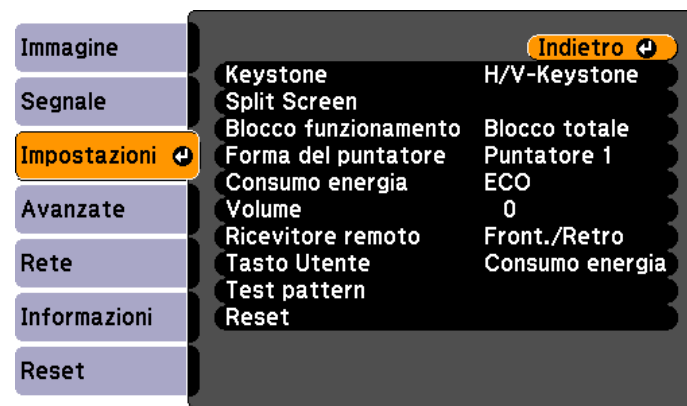 Immagine
Segnale
Impostazioni
Avanzate
Rete
Informazioni
Reset
Indietro
Keystone H/V-Keystone
Split Screen
Blocco funzionamento Blocco totale
Forma del puntatore Puntatore 1
Consumo energia ECO
Volume 0
Ricevitore remoto Front./Retro
Tasto Utente Consumo energia
Test pattern
Reset